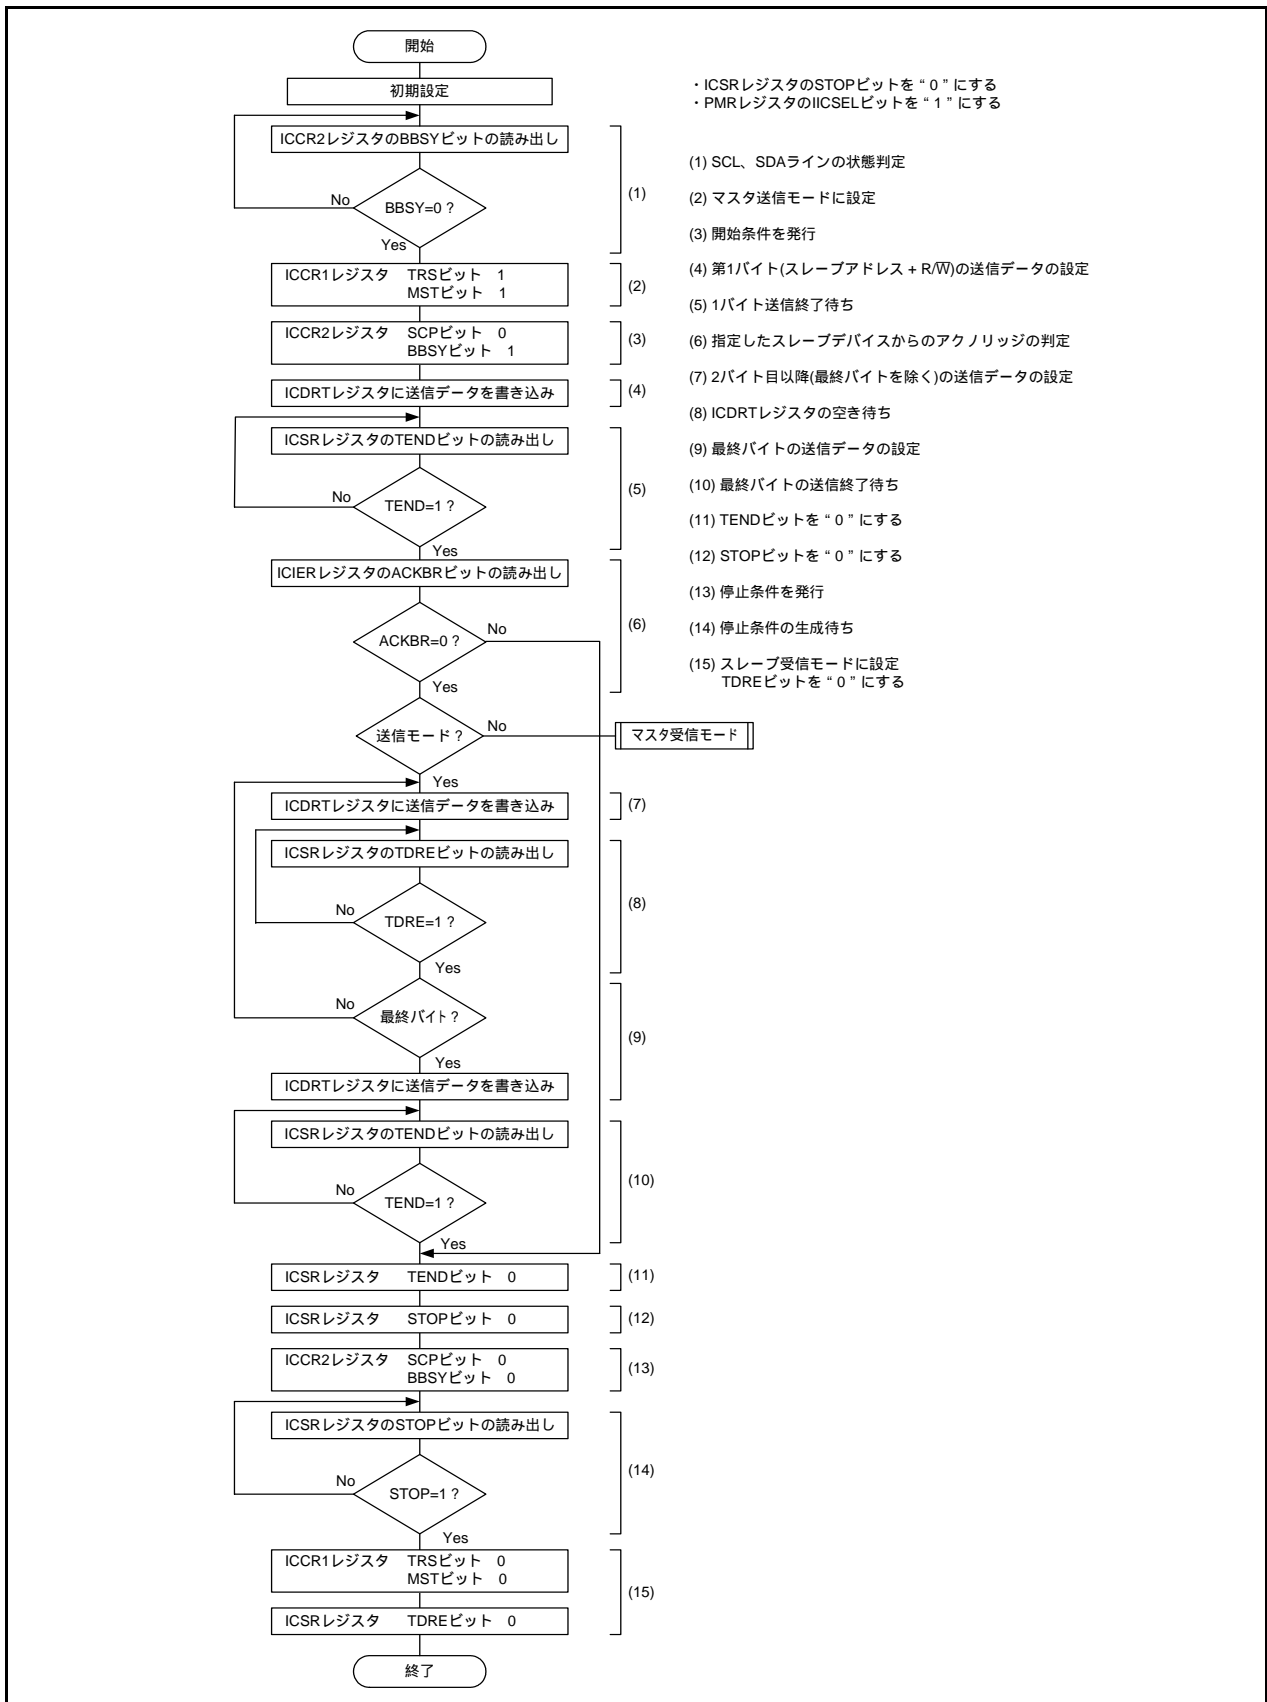 開始
初期設定
・ICSRレジスタのSTOPビットを“0”にする
・PMRレジスタのIICSELビットを“1”にする
ICCR2レジスタのBBSYビットの読み出し
BBSY=0 ?
No
Yes
(1)
ICCR1レジスタ TRSビット 1
MSTビット 1
(2)
ICCR2レジスタ SCPビット 0
BBSYビット 1
(3)
ICDRTレジスタに送信データを書き込み
(4)
ICSRレジスタのTENDビットの読み出し
TEND=1 ?
No
Yes
(5)
ICIERレジスタのACKBRビットの読み出し
ACKBR=0 ?
No
Yes
(6)
送信モード ?
No
Yes
マスタ受信モード
ICDRTレジスタに送信データを書き込み
(7)
ICSRレジスタのTDREビットの読み出し
TDRE=1 ?
No
Yes
(8)
最終バイト ?
No
Yes
ICDRTレジスタに送信データを書き込み
(9)
ICSRレジスタのTENDビットの読み出し
TEND=1 ?
No
Yes
(10)
ICSRレジスタ TENDビット 0
(11)
ICSRレジスタ STOPビット 0
(12)
ICCR2レジスタ SCPビット 0
BBSYビット 0
(13)
ICSRレジスタのSTOPビットの読み出し
STOP=1 ?
No
Yes
(14)
ICCR1レジスタ TRSビット 0
MSTビット 0
ICSRレジスタ TDREビット 0
(15)
終了
(1) SCL、SDAラインの状態判定
(2) マスタ送信モードに設定
(3) 開始条件を発行
(4) 第1バイト(スレーブアドレス + R/W̅)の送信データの設定
(5) 1バイト送信終了待ち
(6) 指定したスレーブデバイスからのアクノリッジの判定
(7) 2バイト目以降(最終バイトを除く)の送信データの設定
(8) ICDRTレジスタの空き待ち
(9) 最終バイトの送信データの設定
(10) 最終バイトの送信終了待ち
(11) TENDビットを“0”にする
(12) STOPビットを“0”にする
(13) 停止条件を発行
(14) 停止条件の生成待ち
(15) スレーブ受信モードに設定
TDREビットを“0”にする